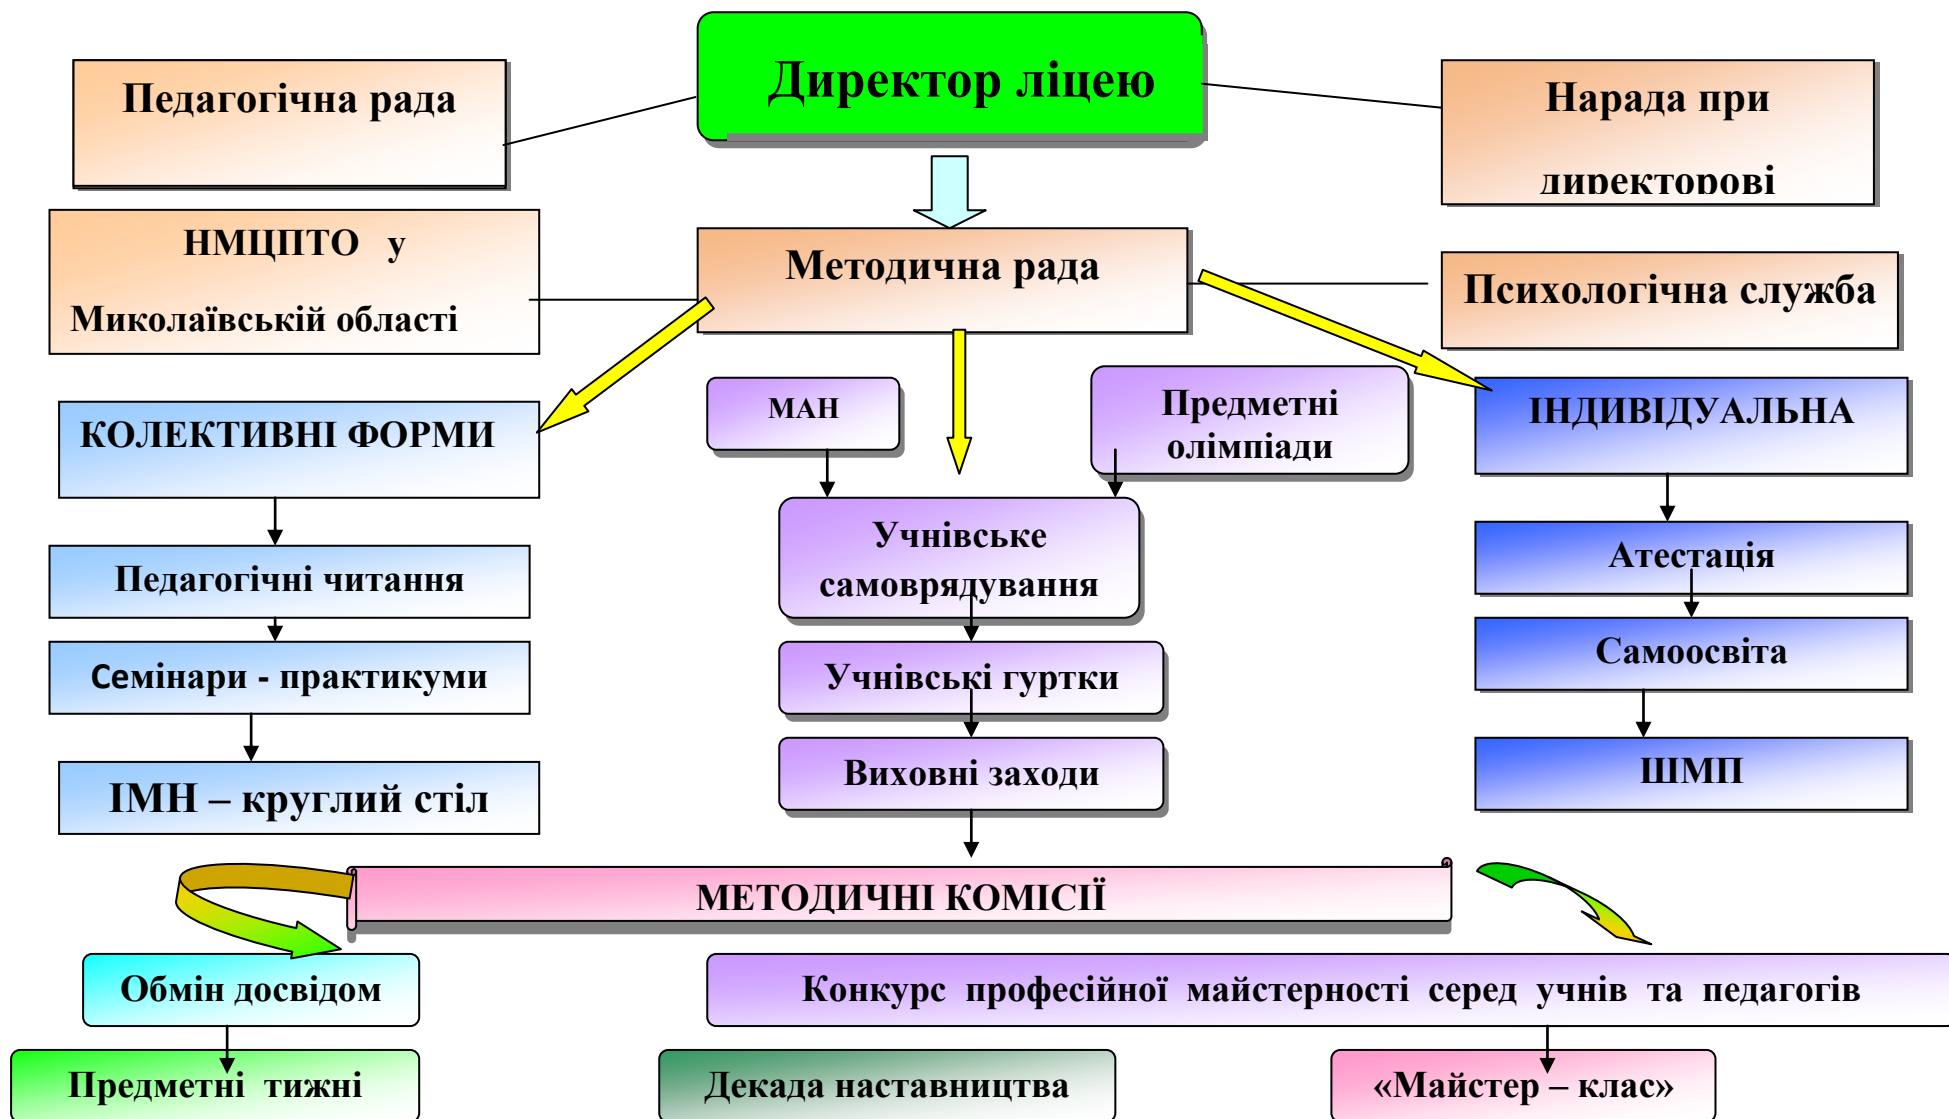 Директор ліцею
Педагогічна рада
Нарада при
директорові
НМЦПТО у
Миколаївській області
Методична рада
Психологічна служба
КОЛЕКТИВНІ ФОРМИ
МАН
Предметні
олімпіади
ІНДИВІДУАЛЬНА
Педагогічні читання
Учнівське
самоврядування
Атестація
Семінари - практикуми
Учнівські гуртки
Самоосвіта
ІМН – круглий стіл
Виховні заходи
ШМП
МЕТОДИЧНІ КОМІСІЇ
Обмін досвідом
Конкурс професійної майстерності серед учнів та педагогів
Предметні тижні
Декада наставництва
«Майстер – клас»